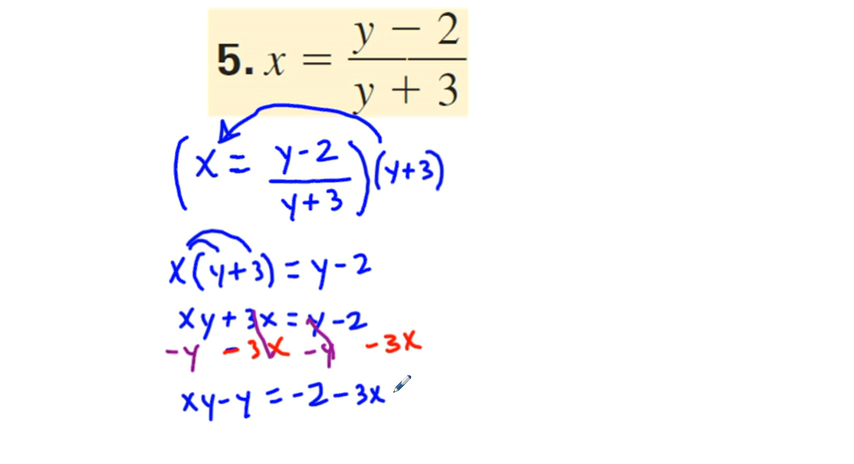 5. x = (y − 2)/(y + 3)
(x = (y-2)/(y+3))(y+3)
x(y+3) = y-2
xy+3x = y-2
-y -3x -y -3x
xy-y = -2-3x